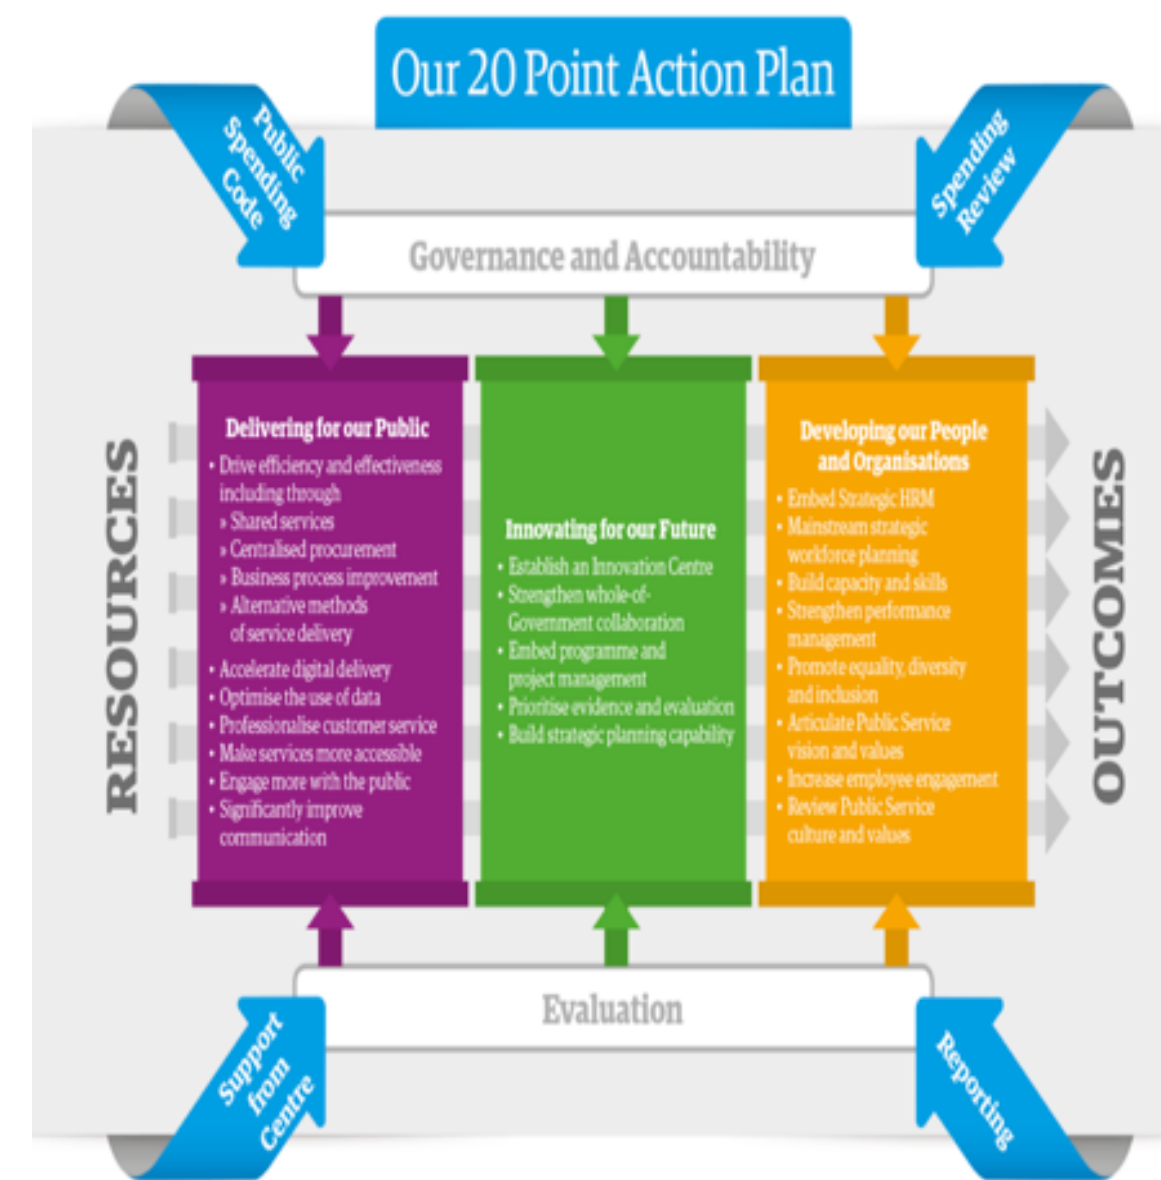 Our 20 Point Action Plan
Public
Spending
Code
Spending
Review
Governance and Accountability
RESOURCES
Delivering for our Public
• Drive efficiency and effectiveness
including through
» Shared services
» Centralised procurement
» Business process improvement
» Alternative methods
of service delivery
• Accelerate digital delivery
• Optimise the use of data
• Professionalise customer service
• Make services more accessible
• Engage more with the public
• Significantly improve
communication
Innovating for our Future
• Establish an Innovation Centre
• Strengthen whole-of-
Government collaboration
• Embed programme and
project management
• Prioritise evidence and evaluation
• Build strategic planning capability
Developing our People
and Organisations
• Embed Strategic HRM
• Mainstream strategic
workforce planning
• Build capacity and skills
• Strengthen performance
management
• Promote equality, diversity
and inclusion
• Articulate Public Service
vision and values
• Increase employee engagement
• Review Public Service
culture and values
OUTCOMES
Evaluation
Support
from
Centre
Reporting